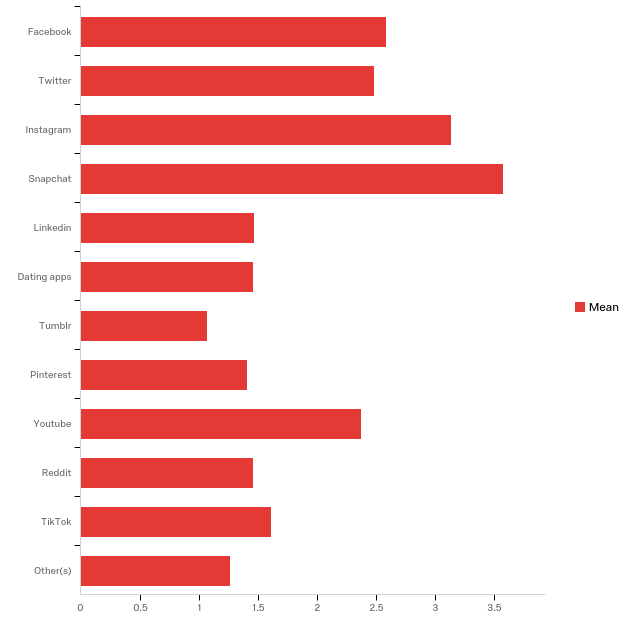 Facebook
Twitter
Instagram
Snapchat
Linkedin
Dating apps
Tumblr
Pinterest
Youtube
Reddit
TikTok
Other(s)
0 0.5 1 1.5 2 2.5 3 3.5
Mean